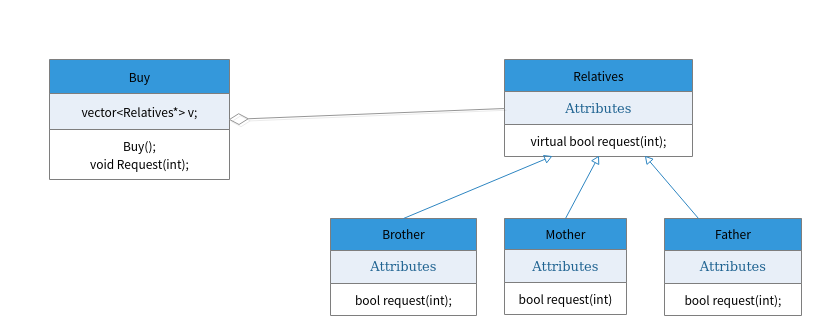 Buy
vector<Relatives*> v;
Buy();
void Request(int);
Relatives
Attributes
virtual bool request(int);
Brother
Attributes
bool request(int);
Mother
Attributes
bool request(int)
Father
Attributes
bool request(int);